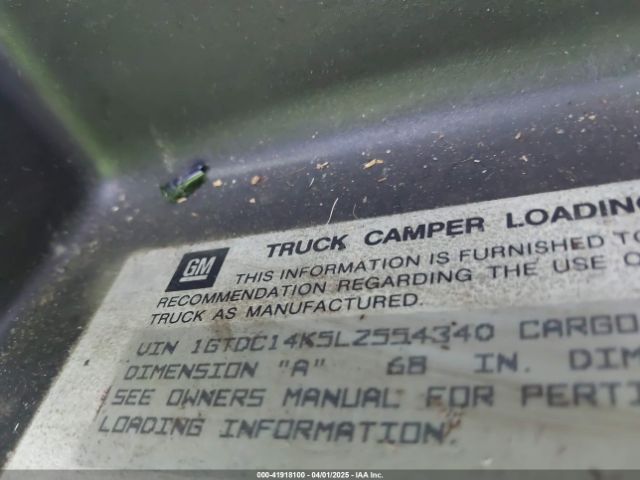 GM
TRUCK CAMPER LOADING
THIS INFORMATION IS FURNISHED TO
RECOMMENDATION REGARDING THE USE O
TRUCK AS MANUFACTURED.
VIN 1GTDC14K5LZ554340 CARGO
DIMENSION "A" 68 IN. DIM
SEE OWNERS MANUAL FOR PERTI
LOADING INFORMATION.
000-41918100 - 04/01/2025 - IAA Inc.